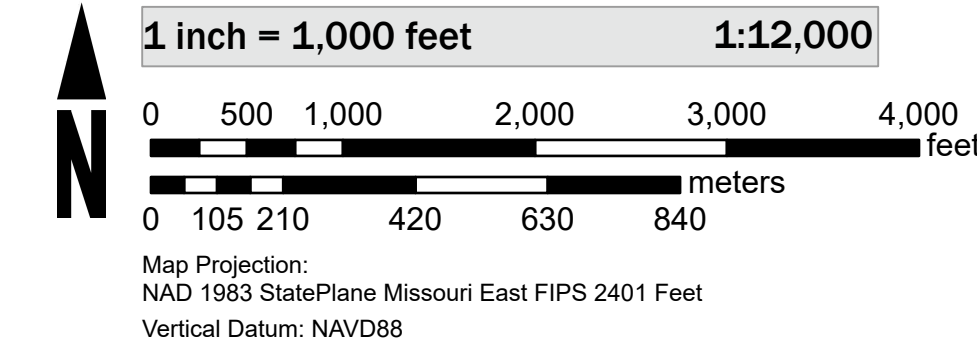 1 inch = 1,000 feet 1:12,000
0 500 1,000 2,000 3,000 4,000
feet
N
meters
0 105 210 420 630 840
Map Projection:
NAD 1983 StatePlane Missouri East FIPS 2401 Feet
Vertical Datum: NAVD88